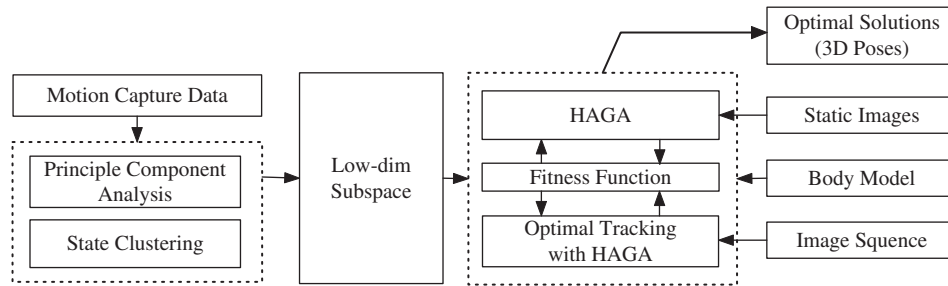 Motion Capture Data
Principle Component
Analysis
State Clustering
Low-dim
Subspace
HAGA
Fitness Function
Optimal Tracking
with HAGA
Optimal Solutions
(3D Poses)
Static Images
Body Model
Image Squence